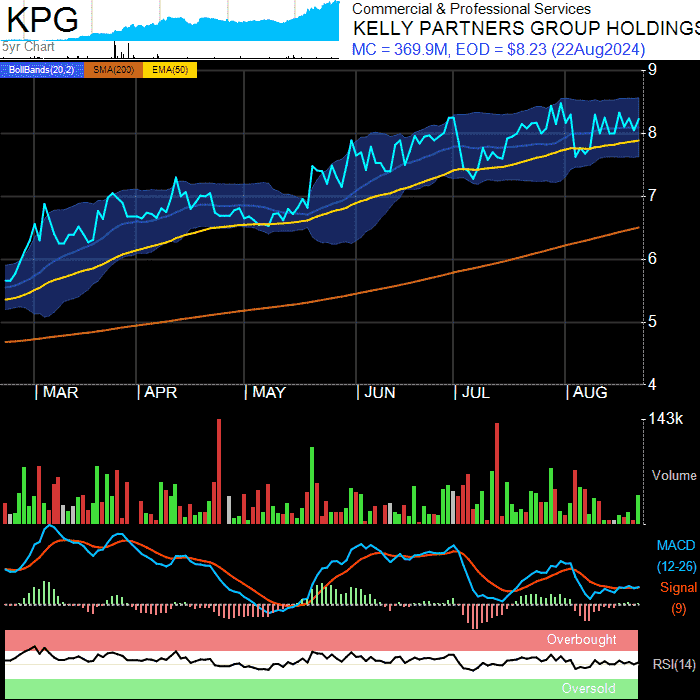 KPG
5yr Chart
Commercial & Professional Services
KELLY PARTNERS GROUP HOLDINGS
MC = 369.9M, EOD = $8.23 (22Aug2024)
BollBands(20,2) SMA(200) EMA(50)
9
8
7
6
5
4
MAR APR MAY JUN JUL AUG
143k
Volume
MACD
(12-26)
Signal
(9)
Overbought
RSI(14)
Oversold